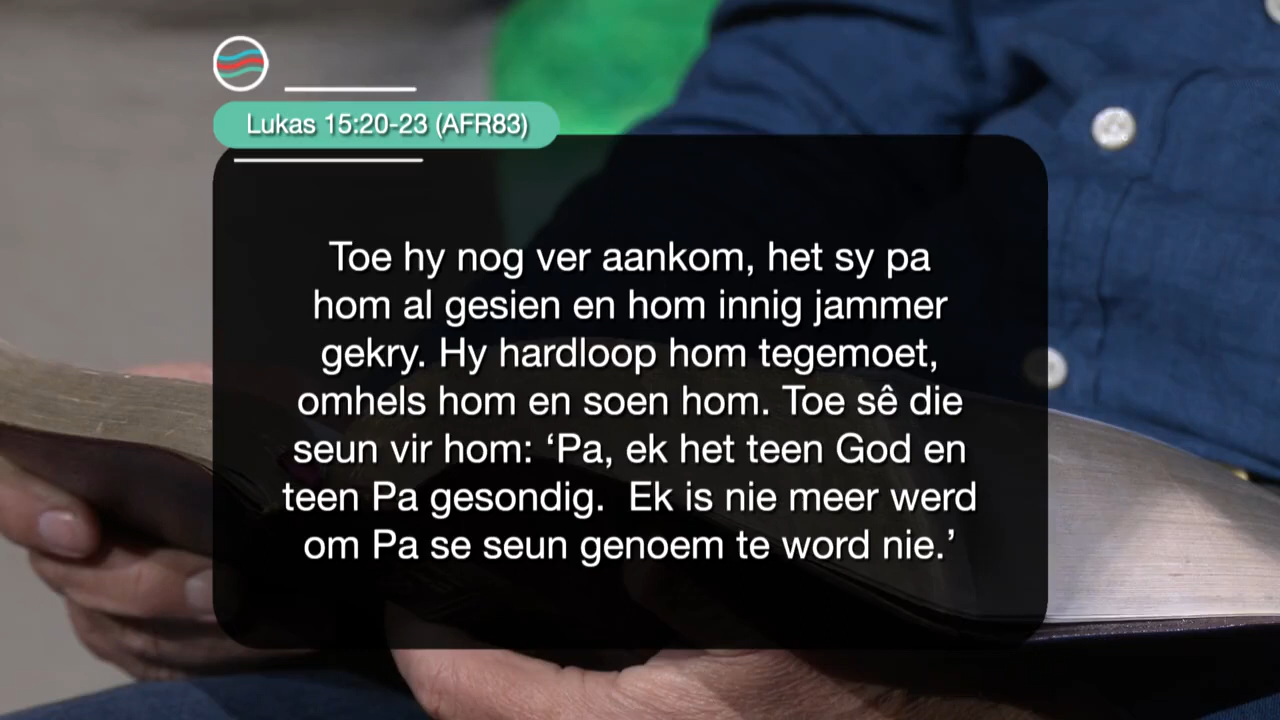 Lukas 15:20-23 (AFR83)
Toe hy nog ver aankom, het sy pa
hom al gesien en hom innig jammer
gekry. Hy hardloop hom tegemoet,
omhels hom en soen hom. Toe sê die
seun vir hom: ‘Pa, ek het teen God en
teen Pa gesondig.  Ek is nie meer werd
om Pa se seun genoem te word nie.’